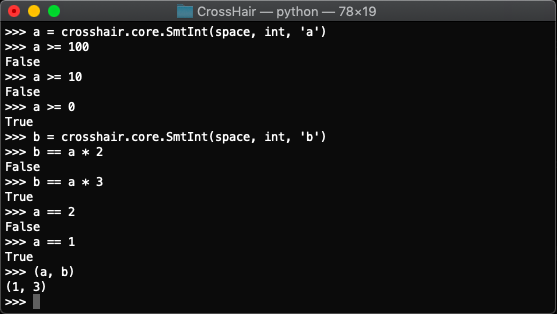 CrossHair — python — 78×19
>>> a = crosshair.core.SmtInt(space, int, 'a')
>>> a >= 100
False
>>> a >= 10
False
>>> a >= 0
True
>>> b = crosshair.core.SmtInt(space, int, 'b')
>>> b == a * 2
False
>>> b == a * 3
True
>>> a == 2
False
>>> a == 1
True
>>> (a, b)
(1, 3)
>>>